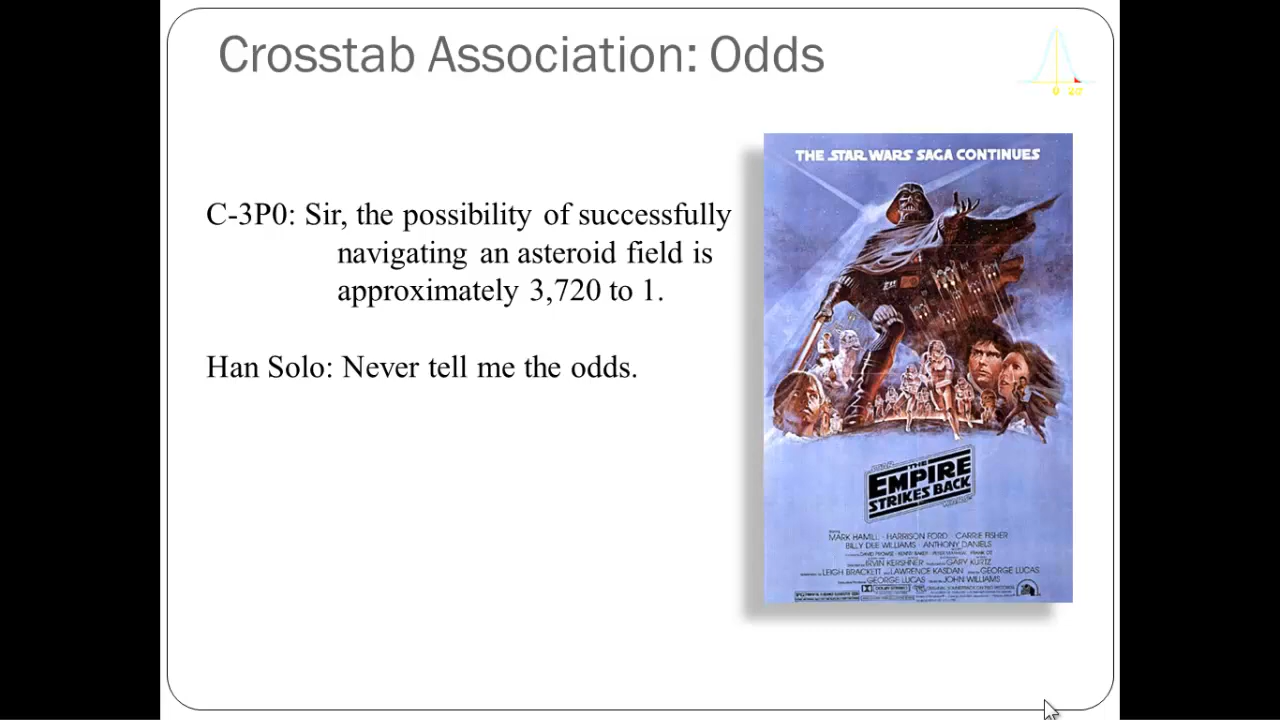 Crosstab Association: Odds
C-3P0: Sir, the possibility of successfully
navigating an asteroid field is
approximately 3,720 to 1.
Han Solo: Never tell me the odds.
THE STAR WARS SAGA CONTINUES
THE
EMPIRE
STRIKES BACK
MARK HAMILL · HARRISON FORD · CARRIE FISHER
BILLY DEE WILLIAMS · ANTHONY DANIELS
IRVIN KERSHNER GARY KURTZ
LEIGH BRACKETT LAWRENCE KASDAN GEORGE LUCAS
GEORGE LUCAS JOHN WILLIAMS